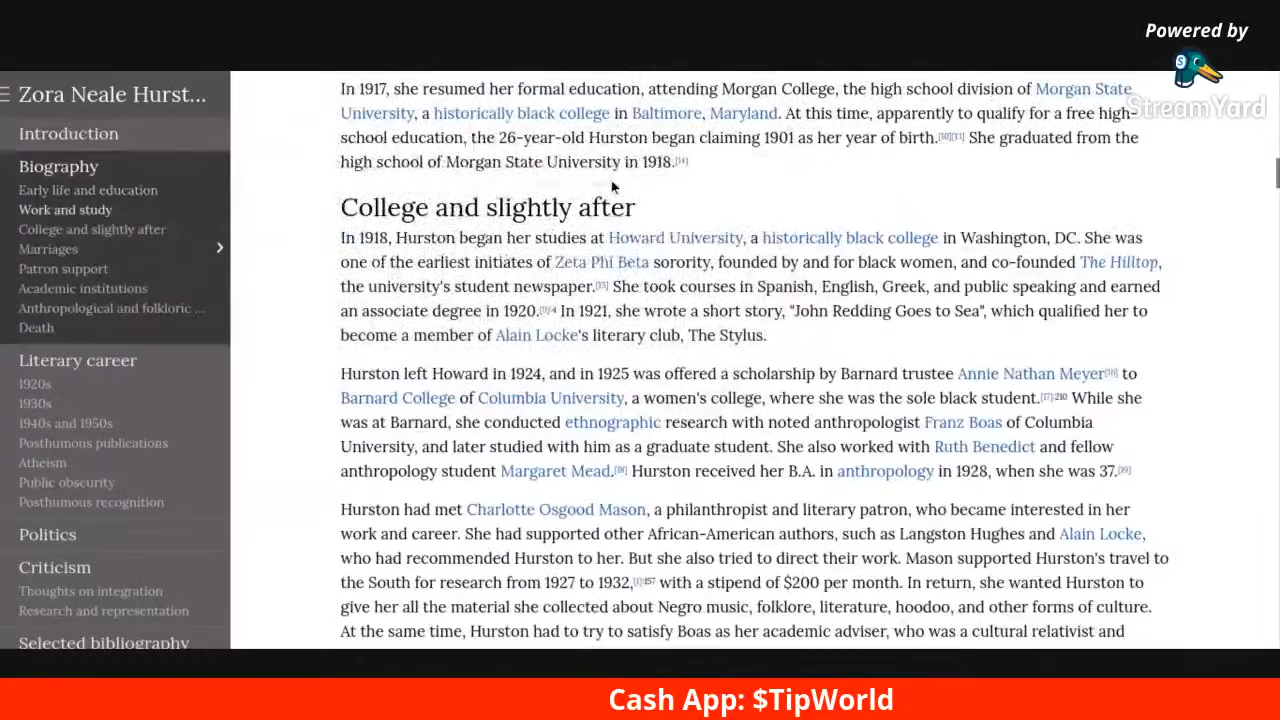 Powered by
StreamYard
Zora Neale Hurst...
Introduction
Biography
Early life and education
Work and study
College and slightly after
Marriages
Patron support
Academic institutions
Anthropological and folkloric ...
Death
Literary career
1920s
1930s
1940s and 1950s
Posthumous publications
Atheism
Public obscurity
Posthumous recognition
Politics
Criticism
Thoughts on integration
Research and representation
Selected bibliography
In 1917, she resumed her formal education, attending Morgan College, the high school division of Morgan State
University, a historically black college in Baltimore, Maryland. At this time, apparently to qualify for a free high-
school education, the 26-year-old Hurston began claiming 1901 as her year of birth.[10][11] She graduated from the
high school of Morgan State University in 1918.[14]
College and slightly after
In 1918, Hurston began her studies at Howard University, a historically black college in Washington, DC. She was
one of the earliest initiates of Zeta Phi Beta sorority, founded by and for black women, and co-founded The Hilltop,
the university's student newspaper.[15] She took courses in Spanish, English, Greek, and public speaking and earned
an associate degree in 1920. In 1921, she wrote a short story, "John Redding Goes to Sea", which qualified her to
become a member of Alain Locke's literary club, The Stylus.
Hurston left Howard in 1924, and in 1925 was offered a scholarship by Barnard trustee Annie Nathan Meyer[16] to
Barnard College of Columbia University, a women's college, where she was the sole black student.[17]:210 While she
was at Barnard, she conducted ethnographic research with noted anthropologist Franz Boas of Columbia
University, and later studied with him as a graduate student. She also worked with Ruth Benedict and fellow
anthropology student Margaret Mead.[18] Hurston received her B.A. in anthropology in 1928, when she was 37.[19]
Hurston had met Charlotte Osgood Mason, a philanthropist and literary patron, who became interested in her
work and career. She had supported other African-American authors, such as Langston Hughes and Alain Locke,
who had recommended Hurston to her. But she also tried to direct their work. Mason supported Hurston's travel to
the South for research from 1927 to 1932,[1]:157 with a stipend of $200 per month. In return, she wanted Hurston to
give her all the material she collected about Negro music, folklore, literature, hoodoo, and other forms of culture.
At the same time, Hurston had to try to satisfy Boas as her academic adviser, who was a cultural relativist and
Cash App: $TipWorld